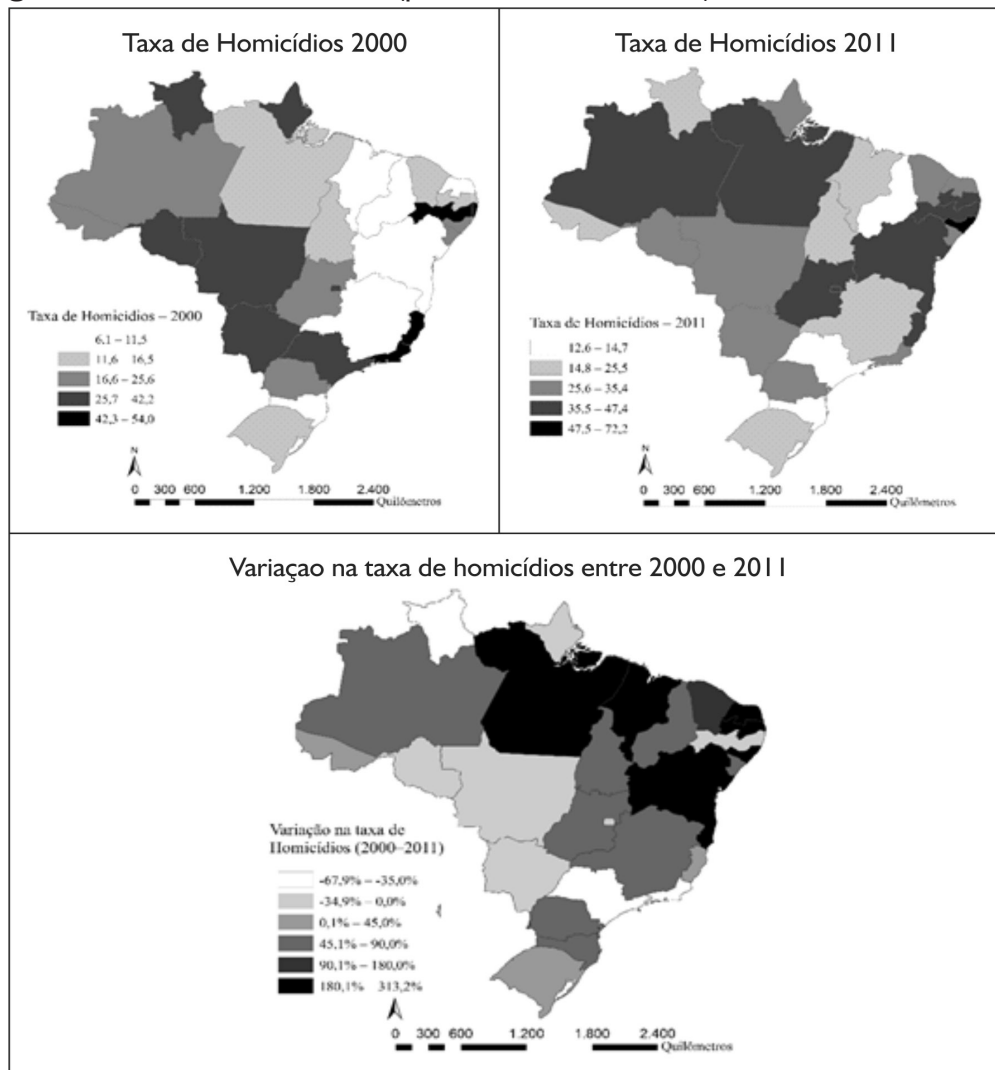 Taxa de Homicídios 2000
Taxa de Homicídios – 2000
6,1 – 11,5
11,6 16,5
16,6 – 25,6
25,7 42,2
42,3 – 54,0
N
0 300 600 1.200 1.800 2.400
Quilômetros
Taxa de Homicídios 2011
Taxa de Homicídios – 2011
12,6 – 14,7
14,8 – 25,5
25,6 – 35,4
35,5 – 47,4
47,5 – 72,2
N
0 300 600 1.200 1.800 2.400
Quilômetros
Variaçao na taxa de homicídios entre 2000 e 2011
Variação na taxa de
Homicídios (2000–2011)
-67,9% – -35,0%
-34,9% – 0,0%
0,1% – 45,0%
45,1% – 90,0%
90,1% – 180,0%
180,1% 313,2%
0 300 600 1.200 1.800 2.400
Quilômetros